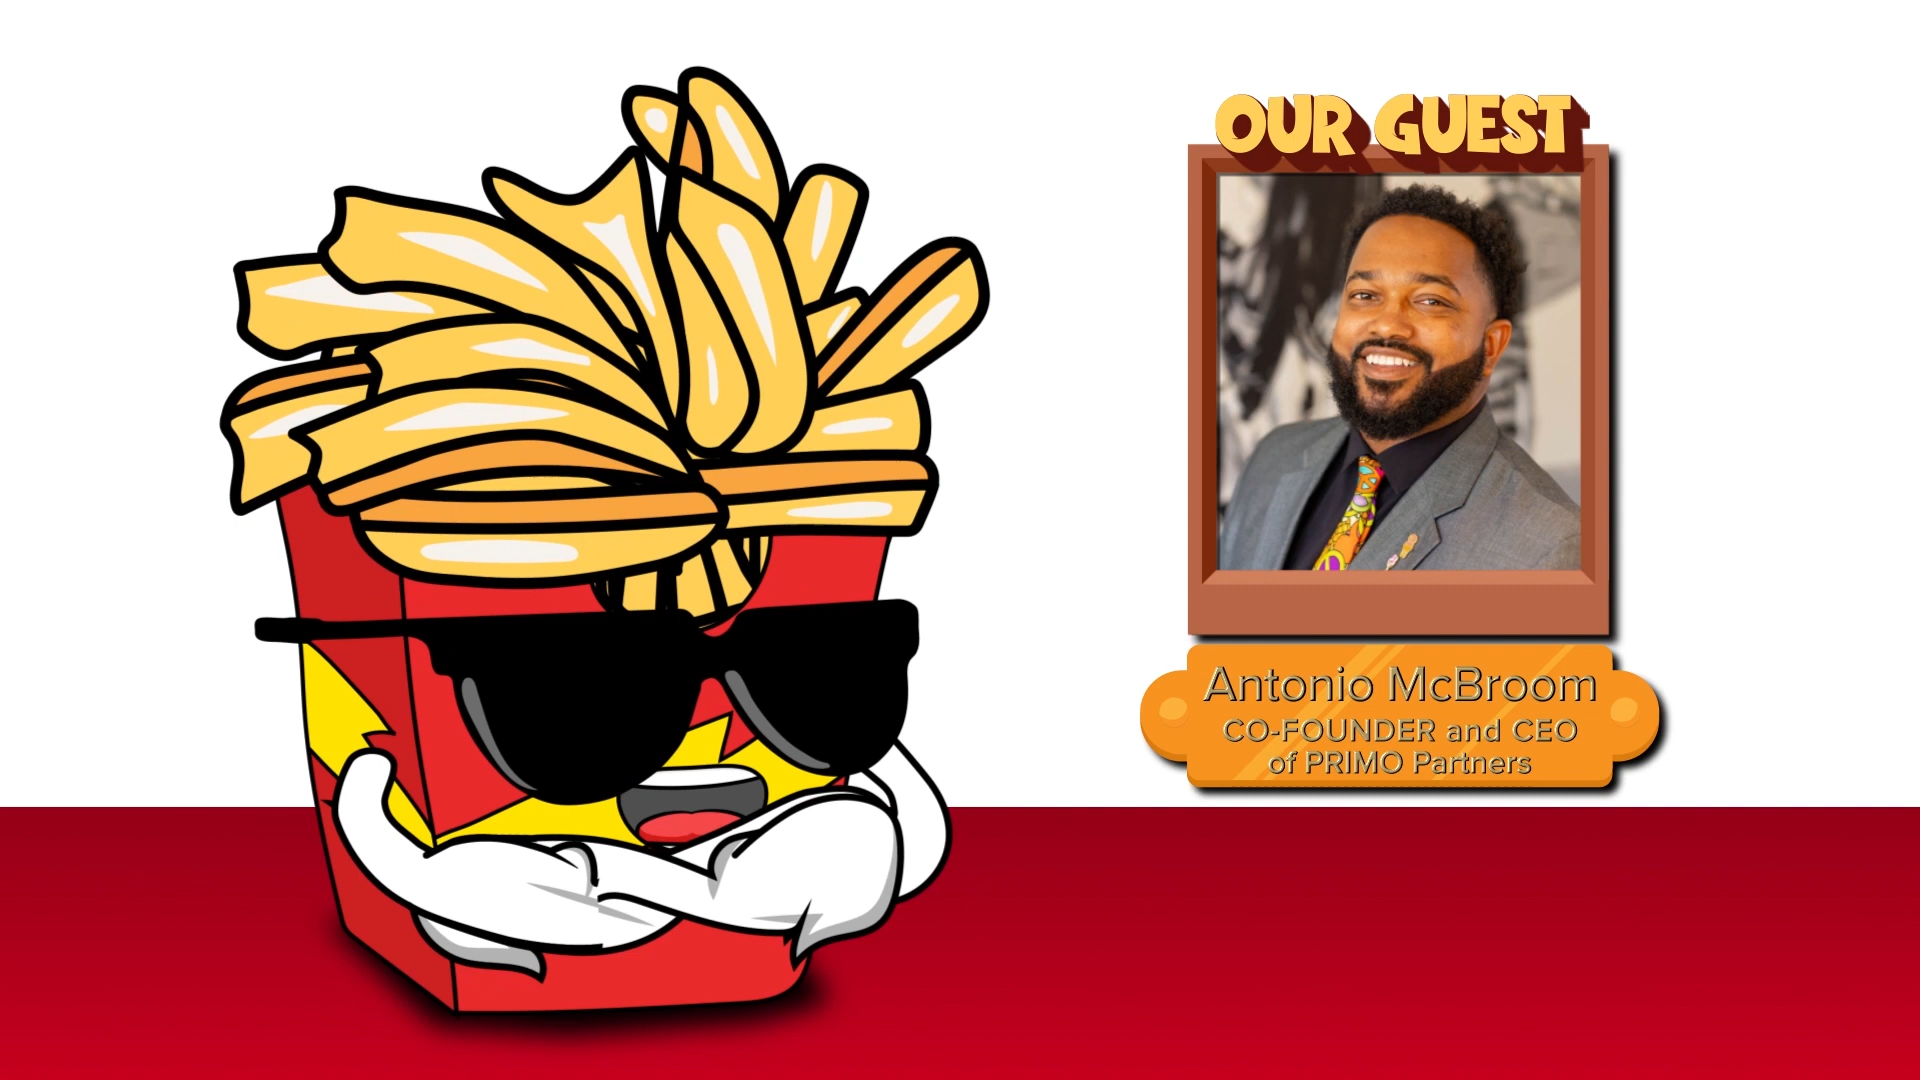 OUR GUEST
Antonio McBroom
CO-FOUNDER and CEO
of PRIMO Partners